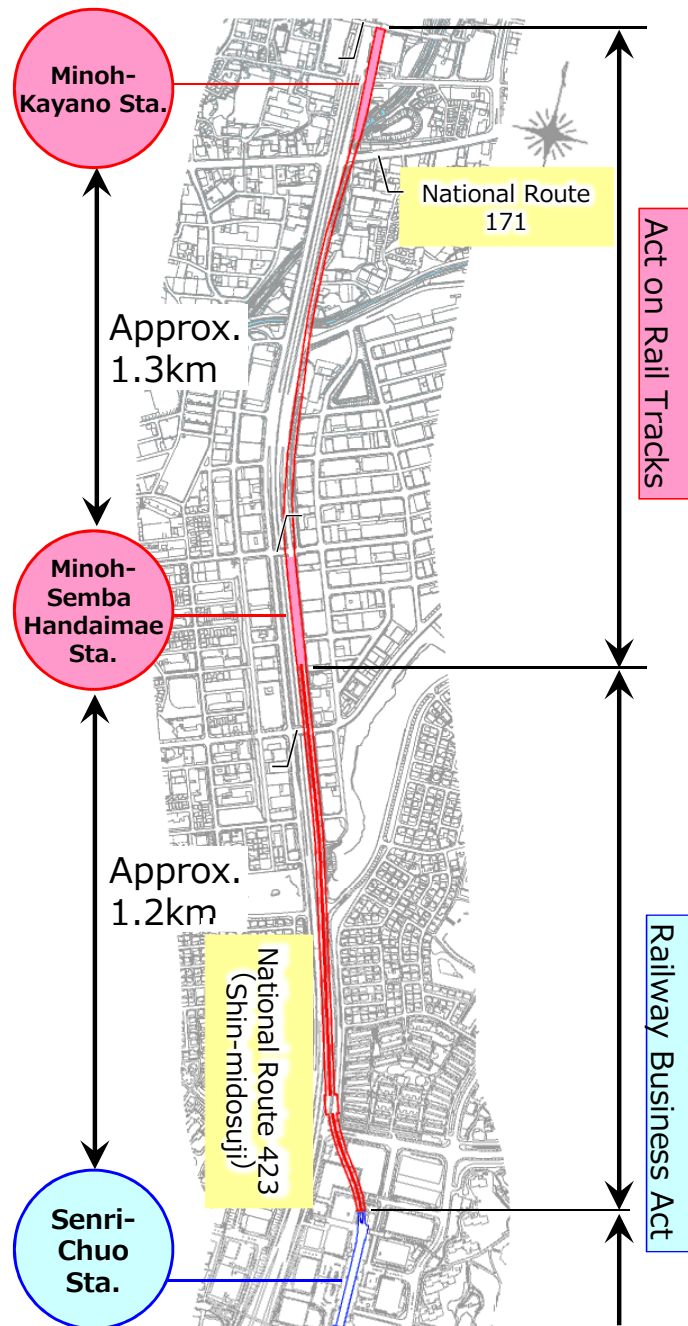 Minoh-
Kayano Sta.
National Route
171
Act on Rail Tracks
Approx.
1.3km
Minoh-
Semba
Handaimae
Sta.
Approx.
1.2km
National Route 423
(Shin-midosuji)
Railway Business Act
Senri-
Chuo
Sta.